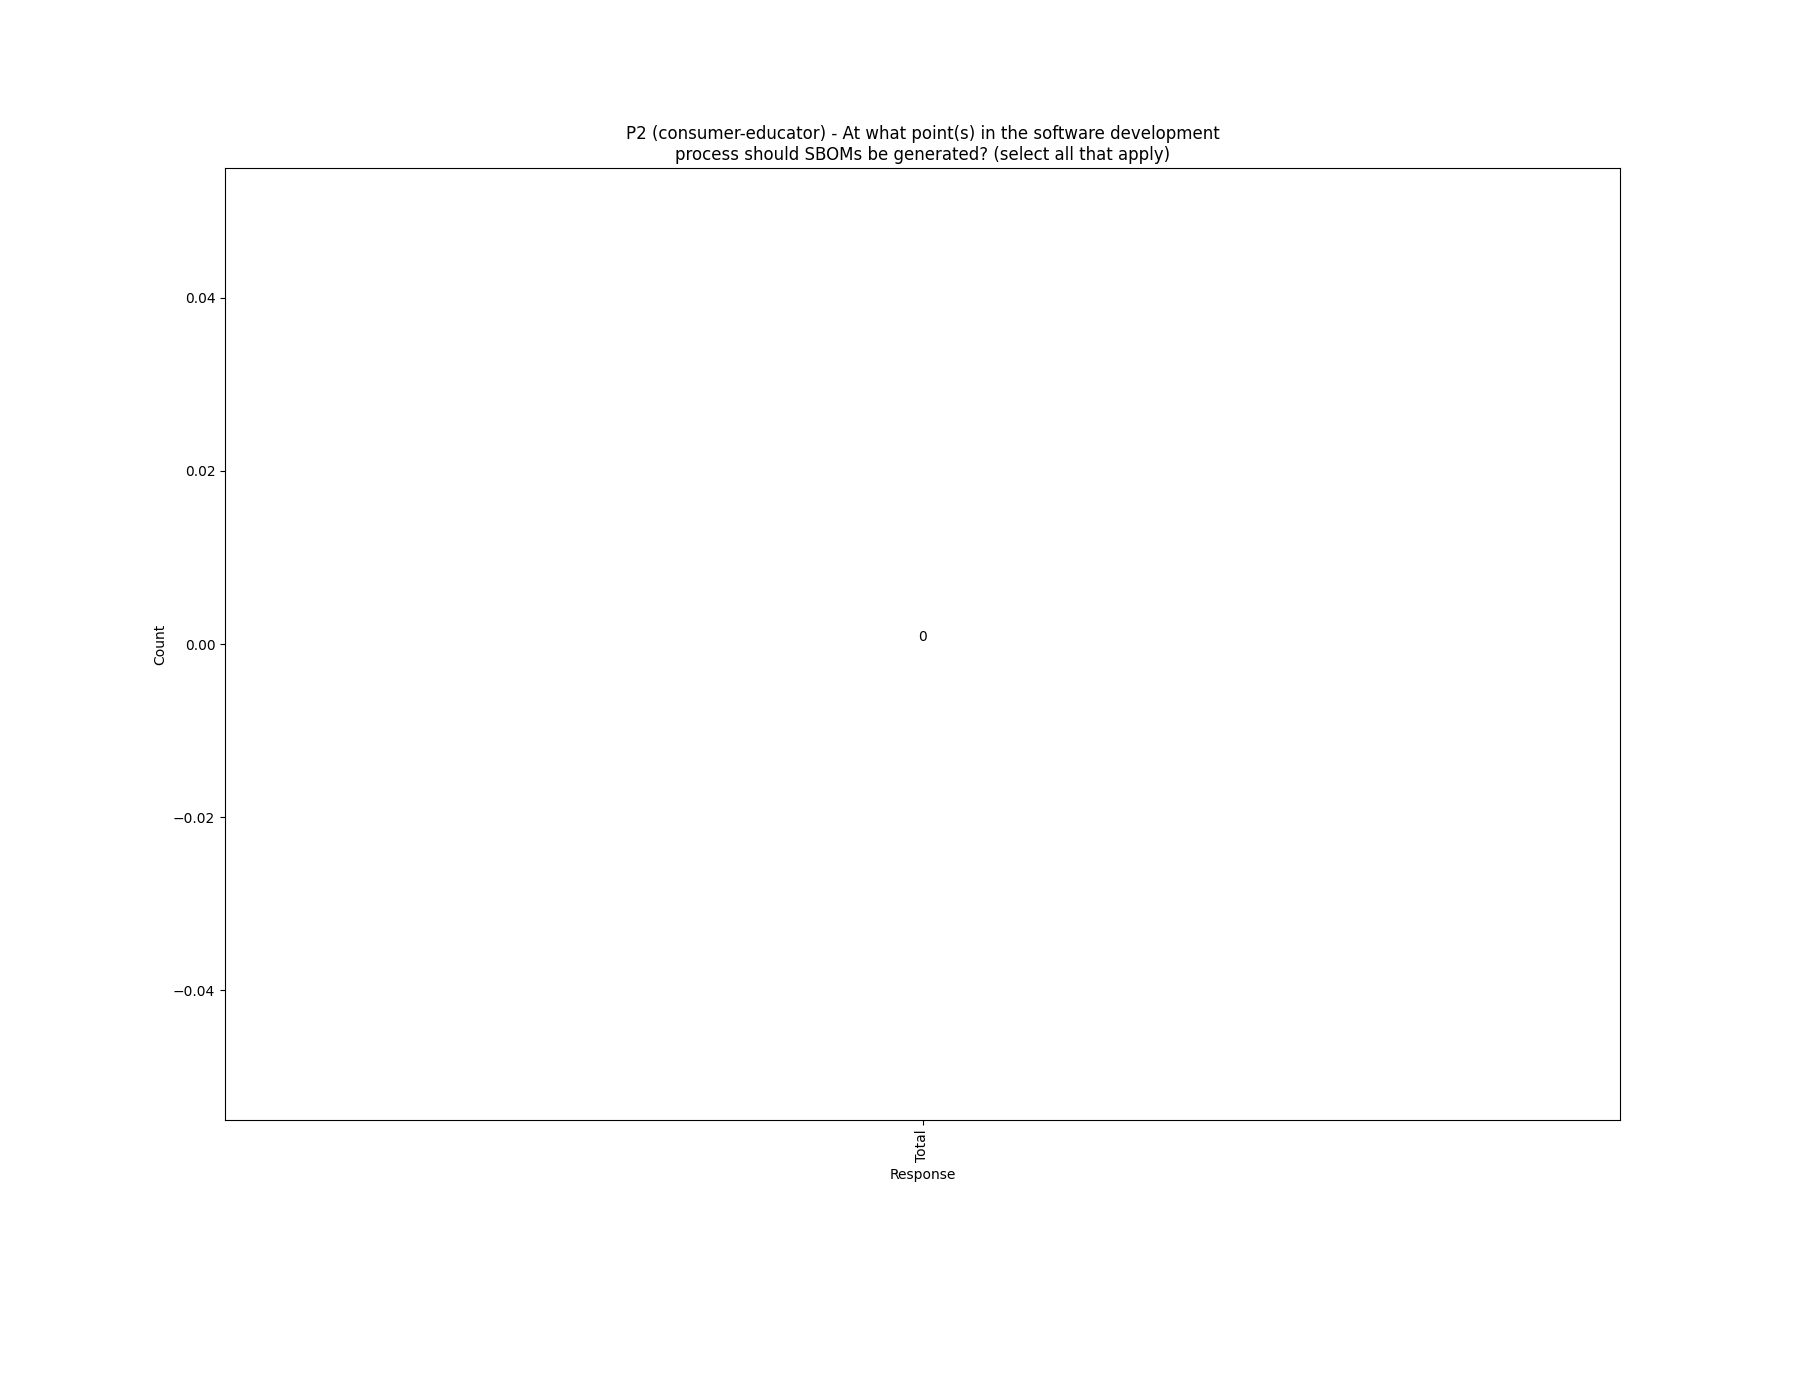 P2 (consumer-educator) - At what point(s) in the software development
process should SBOMs be generated? (select all that apply)
0.04
0.02
0.00
−0.02
−0.04
Count
0
Total
Response